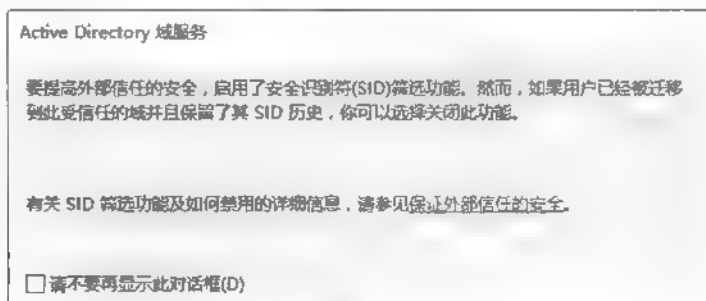 Active Directory 域服务
要提高外部信任的安全，启用了安全识别符(SID)筛选功能。然而，如果用户已经被迁移
到此受信任的域并且保留了其 SID 历史，你可以选择关闭此功能。
有关 SID 筛选功能及如何禁用的详细信息，请参见保证外部信任的安全。
请不要再显示此对话框(D)